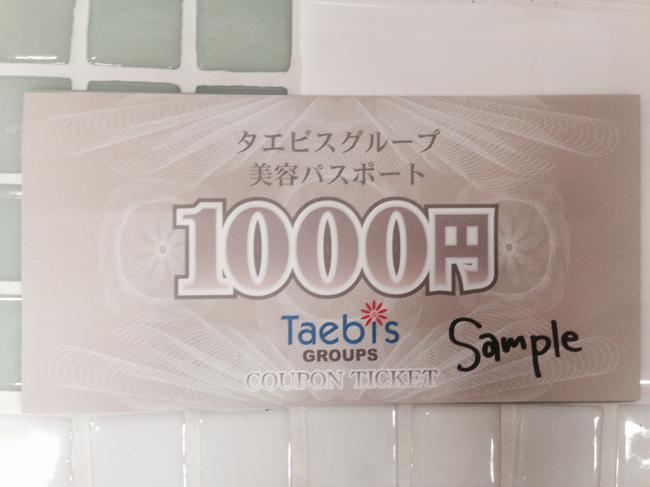 タエビスグループ
美容パスポート
1000円
Taebis
GROUPS
Sample
COUPON TICKET